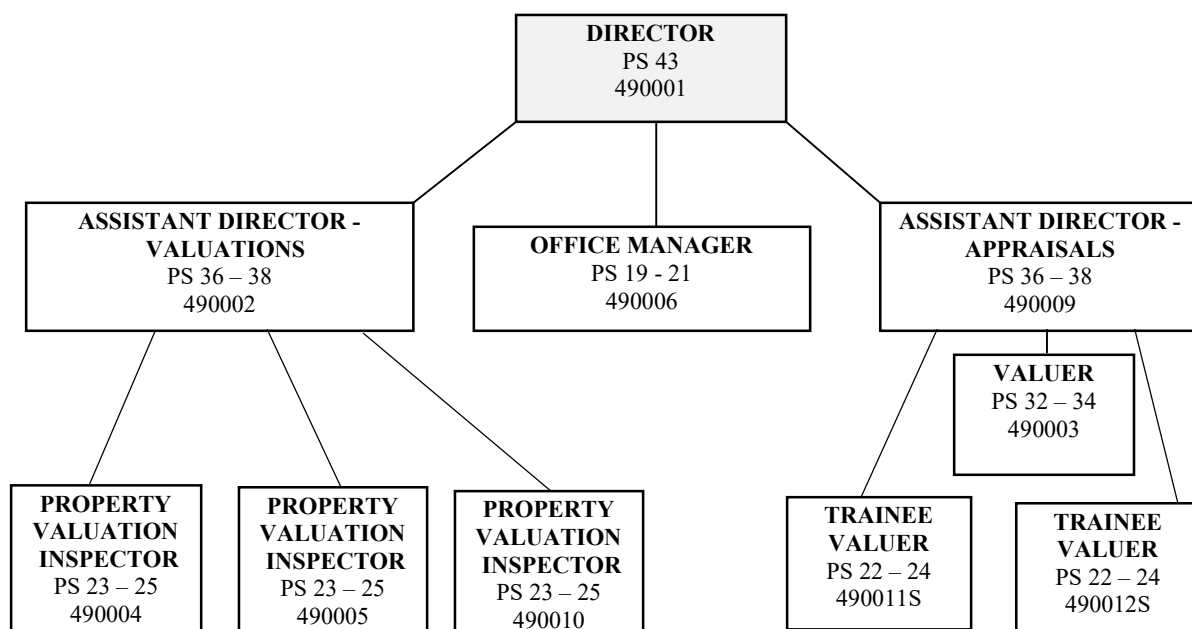 DIRECTOR
PS 43
490001
ASSISTANT DIRECTOR -
VALUATIONS
PS 36 – 38
490002
OFFICE MANAGER
PS 19 - 21
490006
ASSISTANT DIRECTOR -
APPRAISALS
PS 36 – 38
490009
VALUER
PS 32 – 34
490003
PROPERTY
VALUATION
INSPECTOR
PS 23 – 25
490004
PROPERTY
VALUATION
INSPECTOR
PS 23 – 25
490005
PROPERTY
VALUATION
INSPECTOR
PS 23 – 25
490010
TRAINEE
VALUER
PS 22 – 24
490011S
TRAINEE
VALUER
PS 22 – 24
490012S